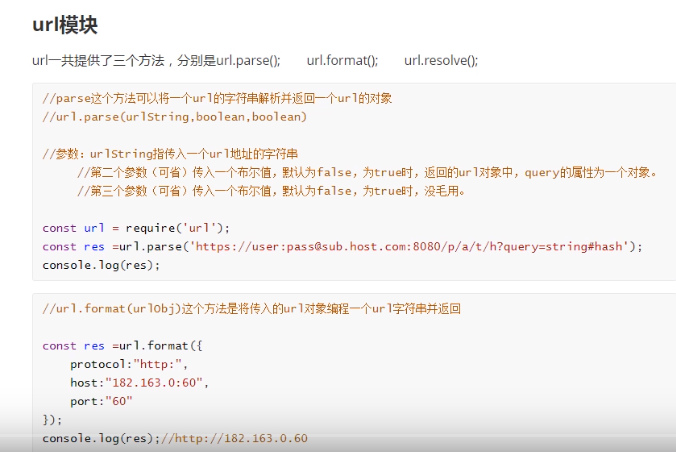 url模块
url一共提供了三个方法，分别是url.parse(); url.format(); url.resolve();
//parse这个方法可以将一个url的字符串解析并返回一个url的对象
//url.parse(urlString,boolean,boolean)
//参数：urlString指传入一个url地址的字符串
//第二个参数（可省）传入一个布尔值，默认为false，为true时，返回的url对象中，query的属性为一个对象。
//第三个参数（可省）传入一个布尔值，默认为false，为true时，没毛用。
const url = require('url');
const res =url.parse('https://user:pass@sub.host.com:8080/p/a/t/h?query=string#hash');
console.log(res);
//url.format(urlObj)这个方法是将传入的url对象编程一个url字符串并返回
const res =url.format({
protocol:"http:",
host:"182.163.0:60",
port:"60"
});
console.log(res);//http://182.163.0.60